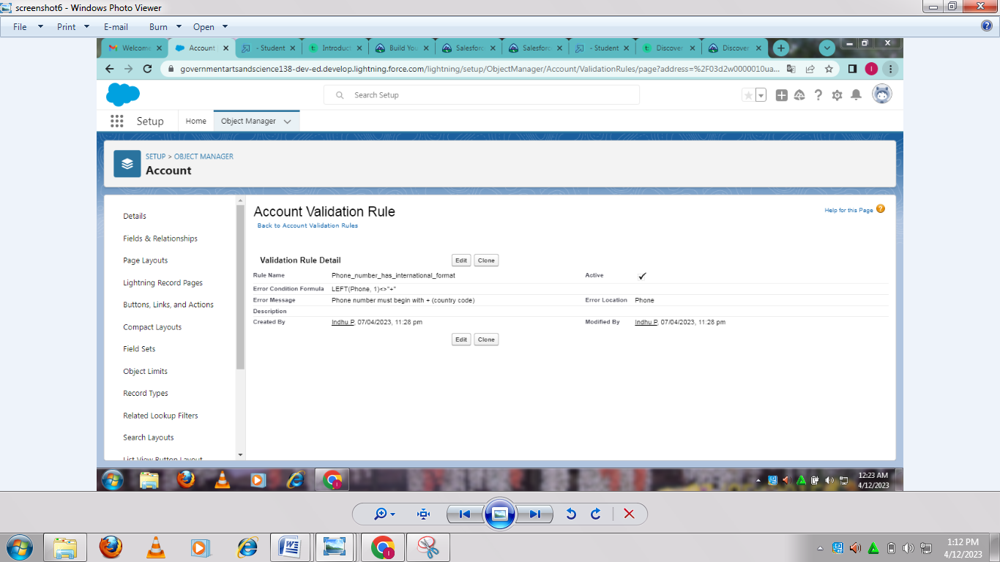 screenshot6 - Windows Photo Viewer
File Print E-mail Burn Open
Welcome Account - Student Introduct Build You Salesforc Salesforc - Student Discover Discover
governmentartsandscience138-dev-ed.develop.lightning.force.com/lightning/setup/ObjectManager/Account/ValidationRules/page?address=%2F03d2w0000010ua...
Search Setup
Setup Home Object Manager
SETUP > OBJECT MANAGER
Account
Details
Fields & Relationships
Page Layouts
Lightning Record Pages
Buttons, Links, and Actions
Compact Layouts
Field Sets
Object Limits
Record Types
Related Lookup Filters
Search Layouts
List View Button Layout
Account Validation Rule
Help for this Page
Back to Account Validation Rules
Validation Rule Detail Edit Clone
Rule Name Phone_number_has_international_format Active
Error Condition Formula LEFT(Phone, 1)<>"+"
Error Message Phone number must begin with + (country code) Error Location Phone
Description
Created By Indhu P, 07/04/2023, 11:28 pm Modified By Indhu P, 07/04/2023, 11:28 pm
Edit Clone
12:23 AM
4/12/2023
1:12 PM
4/12/2023